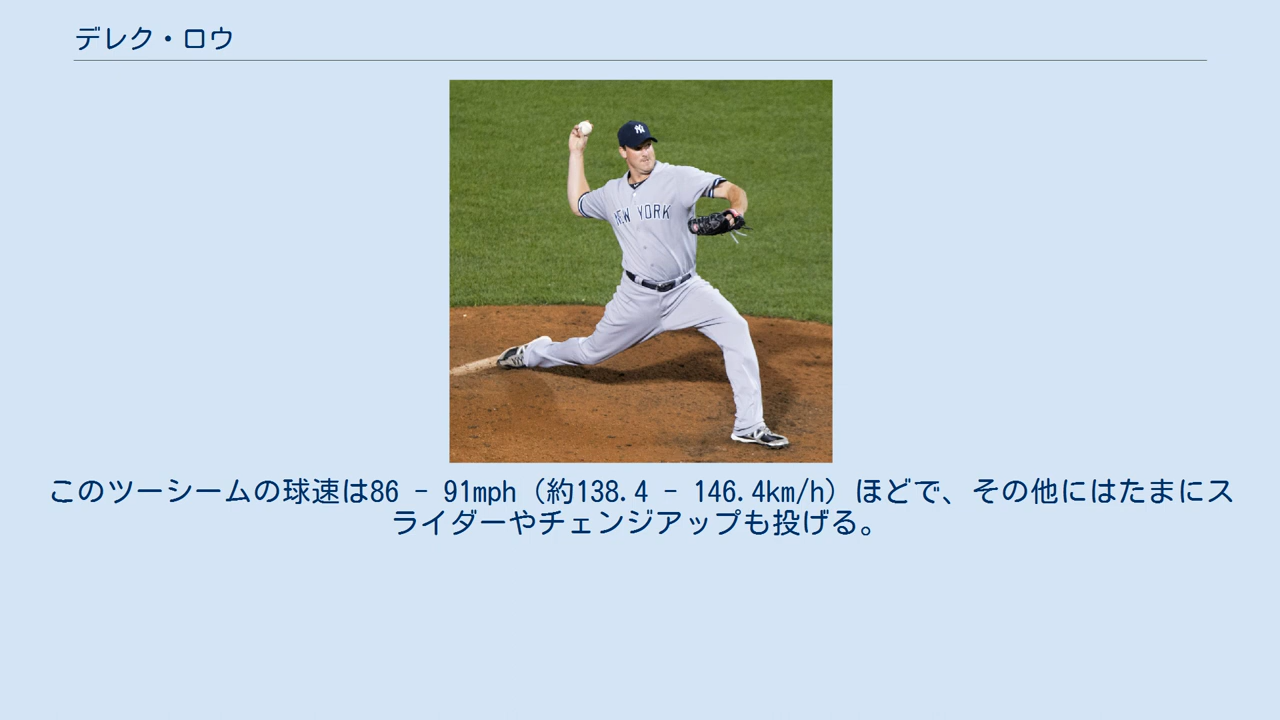 デレク・ロウ
NEW YORK
このツーシームの球速は86 - 91mph（約138.4 - 146.4km/h）ほどで、その他にはたまにス
ライダーやチェンジアップも投げる。